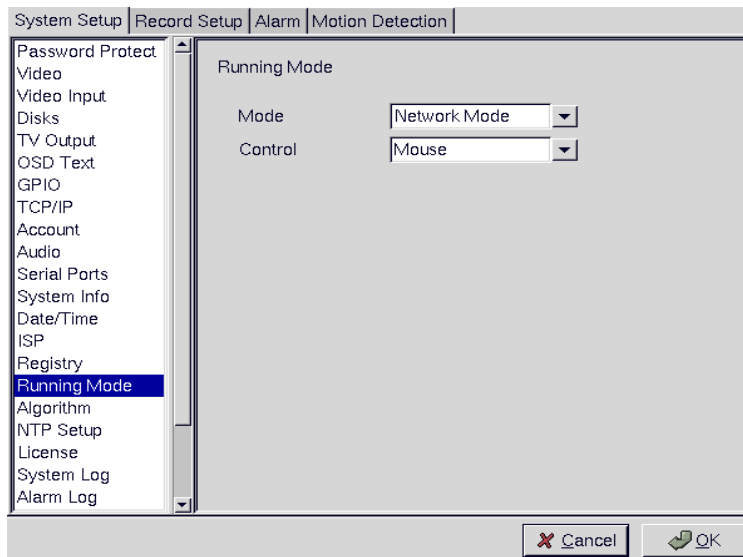 System Setup Record Setup Alarm Motion Detection
Password Protect
Video
Video Input
Disks
TV Output
OSD Text
GPIO
TCP/IP
Account
Audio
Serial Ports
System Info
Date/Time
ISP
Registry
Running Mode
Algorithm
NTP Setup
License
System Log
Alarm Log
Running Mode
Mode Network Mode
Control Mouse
Cancel OK